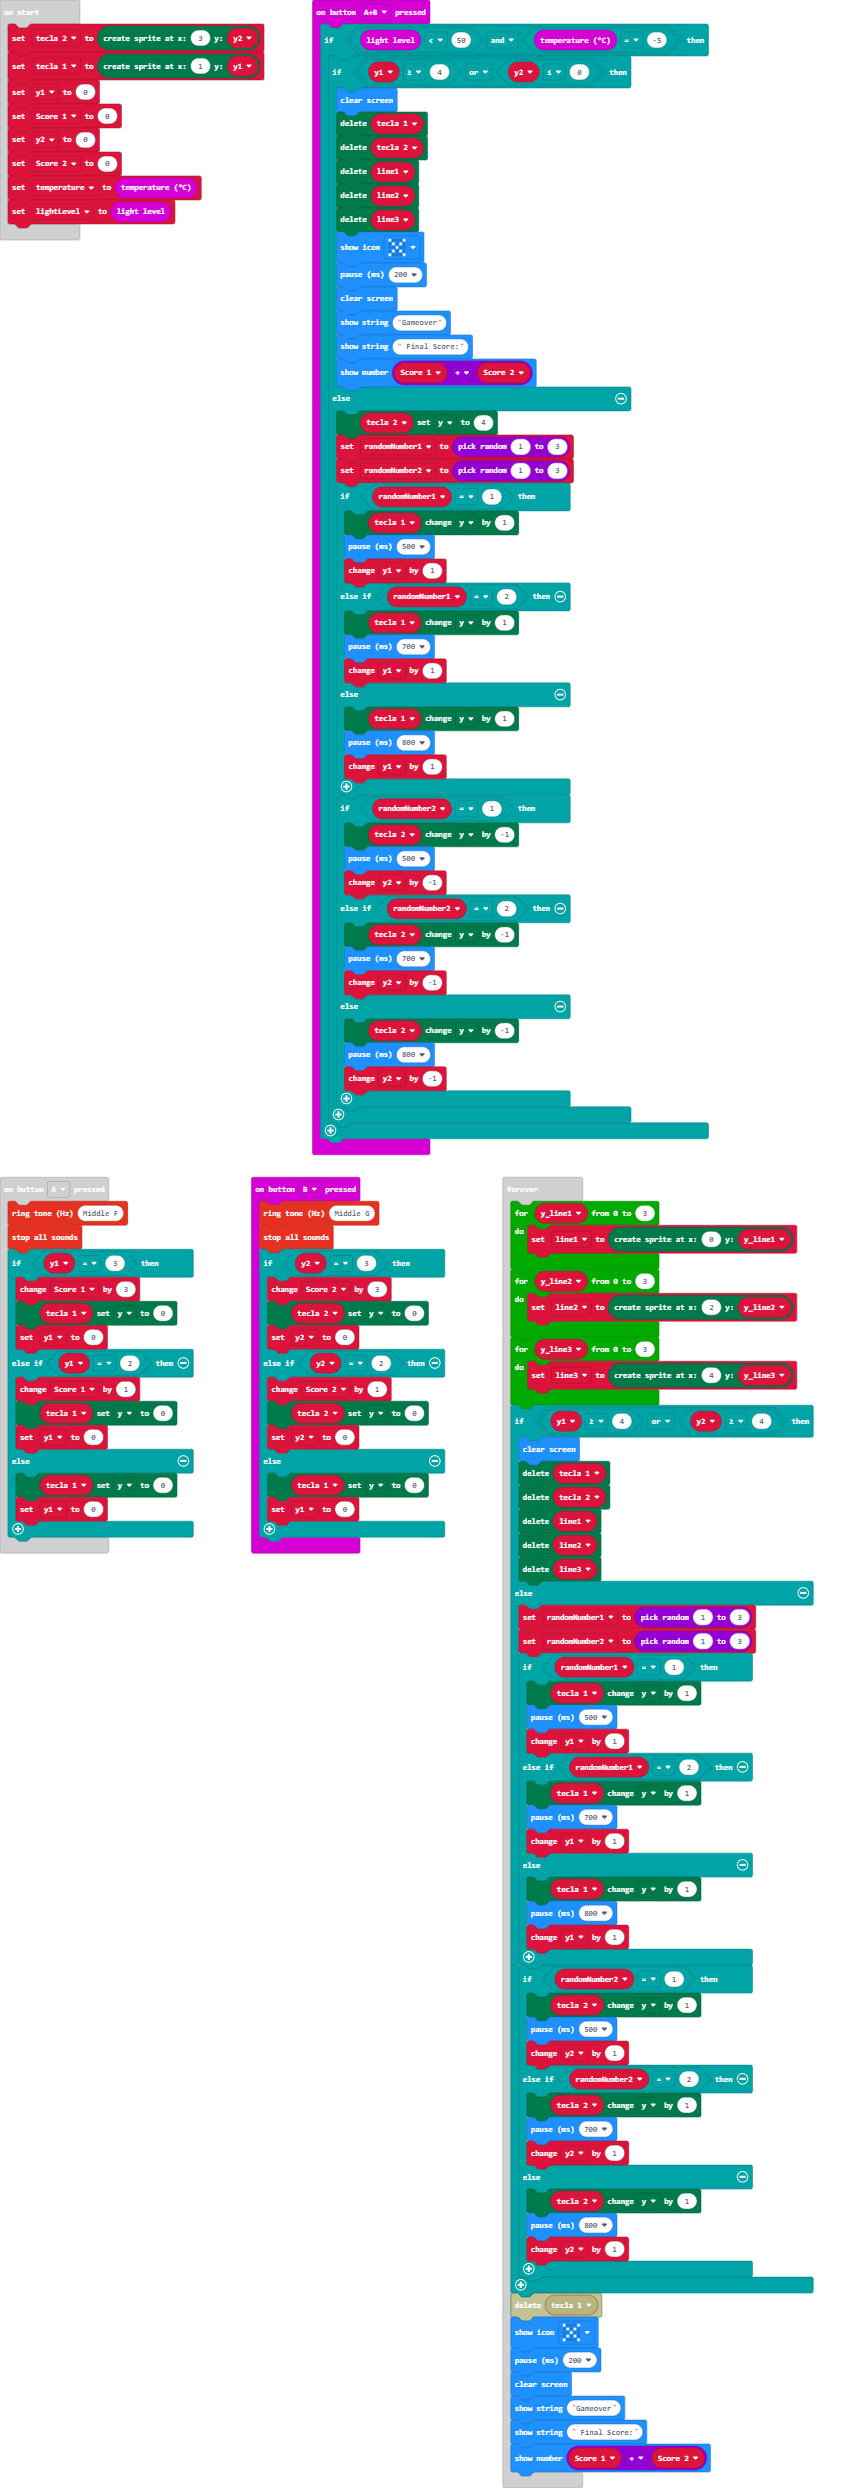 on start
set tecla 2 to create sprite at x: 3 y: y2
set tecla 1 to create sprite at x: 1 y: y1
set y1 to 0
set Score 1 to 0
set y2 to 0
set Score 2 to 0
set temperature to temperature (°C)
set lightLevel to light level
on button A+B pressed
if light level < 50 and temperature (°C) = -5 then
if y1 ≥ 4 or y2 ≤ 0 then
clear screen
delete tecla 1
delete tecla 2
delete line1
delete line2
delete line3
show icon
pause (ms) 200
clear screen
show string "Gameover"
show string " Final Score:"
show number Score 1 + Score 2
else
tecla 2 set y to 4
set randomNumber1 to pick random 1 to 3
set randomNumber2 to pick random 1 to 3
if randomNumber1 = 1 then
tecla 1 change y by 1
pause (ms) 500
change y1 by 1
else if randomNumber1 = 2 then
tecla 1 change y by 1
pause (ms) 700
change y1 by 1
else
tecla 1 change y by 1
pause (ms) 800
change y1 by 1
if randomNumber2 = 1 then
tecla 2 change y by -1
pause (ms) 500
change y2 by -1
else if randomNumber2 = 2 then
tecla 2 change y by -1
pause (ms) 700
change y2 by -1
else
tecla 2 change y by -1
pause (ms) 800
change y2 by -1
on button A pressed
ring tone (Hz) Middle F
stop all sounds
if y1 = 3 then
change Score 1 by 3
tecla 1 set y to 0
set y1 to 0
else if y1 = 2 then
change Score 1 by 1
tecla 1 set y to 0
set y1 to 0
else
tecla 1 set y to 0
set y1 to 0
on button B pressed
ring tone (Hz) Middle G
stop all sounds
if y2 = 3 then
change Score 2 by 3
tecla 2 set y to 0
set y2 to 0
else if y2 = 2 then
change Score 2 by 1
tecla 2 set y to 0
set y2 to 0
else
tecla 1 set y to 0
set y1 to 0
forever
for y_line1 from 0 to 3
do
set line1 to create sprite at x: 0 y: y_line1
for y_line2 from 0 to 3
do
set line2 to create sprite at x: 2 y: y_line2
for y_line3 from 0 to 3
do
set line3 to create sprite at x: 4 y: y_line3
if y1 ≥ 4 or y2 ≥ 4 then
clear screen
delete tecla 1
delete tecla 2
delete line1
delete line2
delete line3
else
set randomNumber1 to pick random 1 to 3
set randomNumber2 to pick random 1 to 3
if randomNumber1 = 1 then
tecla 1 change y by 1
pause (ms) 500
change y1 by 1
else if randomNumber1 = 2 then
tecla 1 change y by 1
pause (ms) 700
change y1 by 1
else
tecla 1 change y by 1
pause (ms) 800
change y1 by 1
if randomNumber2 = 1 then
tecla 2 change y by 1
pause (ms) 500
change y2 by 1
else if randomNumber2 = 2 then
tecla 2 change y by 1
pause (ms) 700
change y2 by 1
else
tecla 2 change y by 1
pause (ms) 800
change y2 by 1
delete tecla 1
show icon
pause (ms) 200
clear screen
show string "Gameover"
show string " Final Score:"
show number Score 1 + Score 2